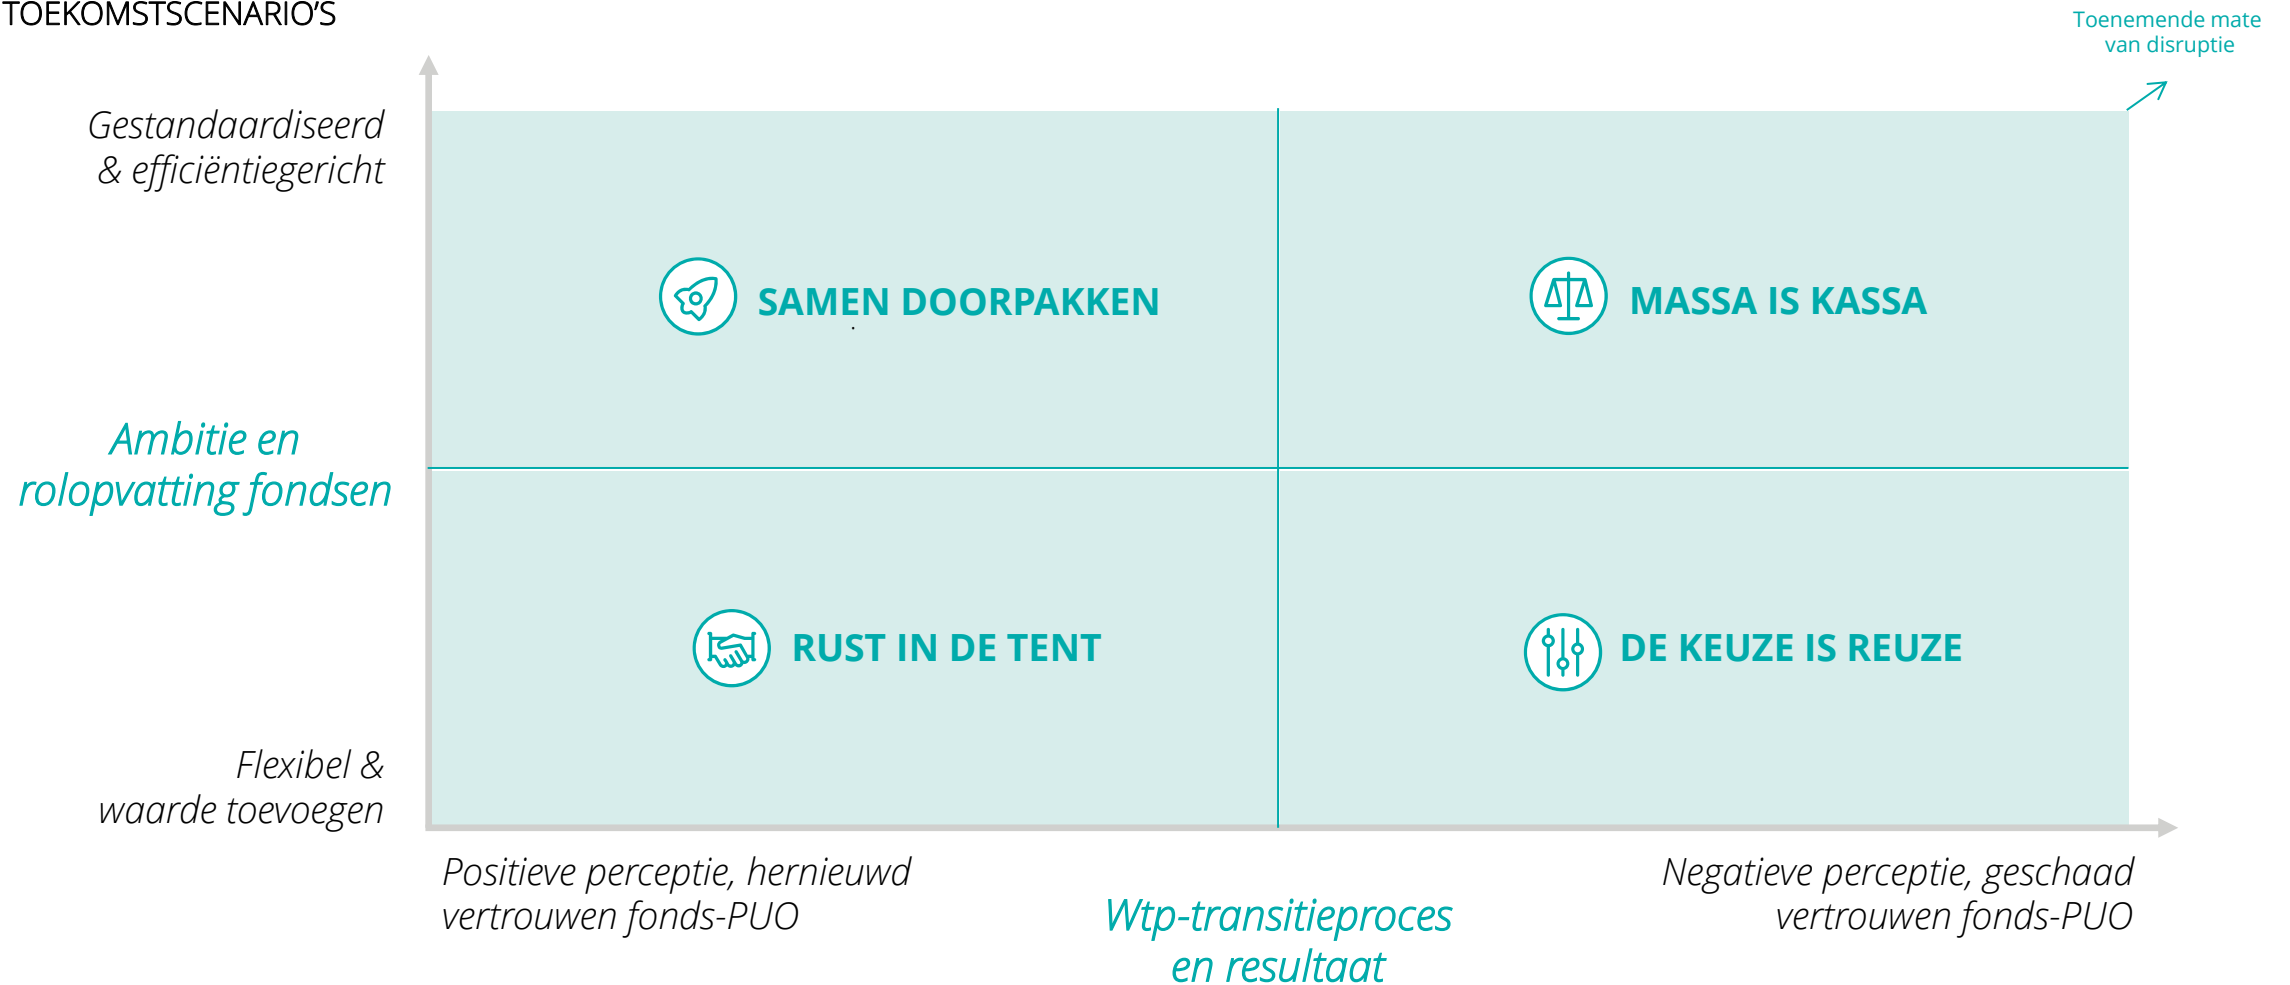 TOEKOMSTSCENARIO’S
Toenemende mate
van disruptie
Gestandaardiseerd
& efficiëntiegericht
SAMEN DOORPAKKEN
MASSA IS KASSA
Ambitie en
rolopvatting fondsen
RUST IN DE TENT
DE KEUZE IS REUZE
Flexibel &
waarde toevoegen
Positieve perceptie, hernieuwd
vertrouwen fonds-PUO
Negatieve perceptie, geschaad
vertrouwen fonds-PUO
Wtp-transitieproces
en resultaat